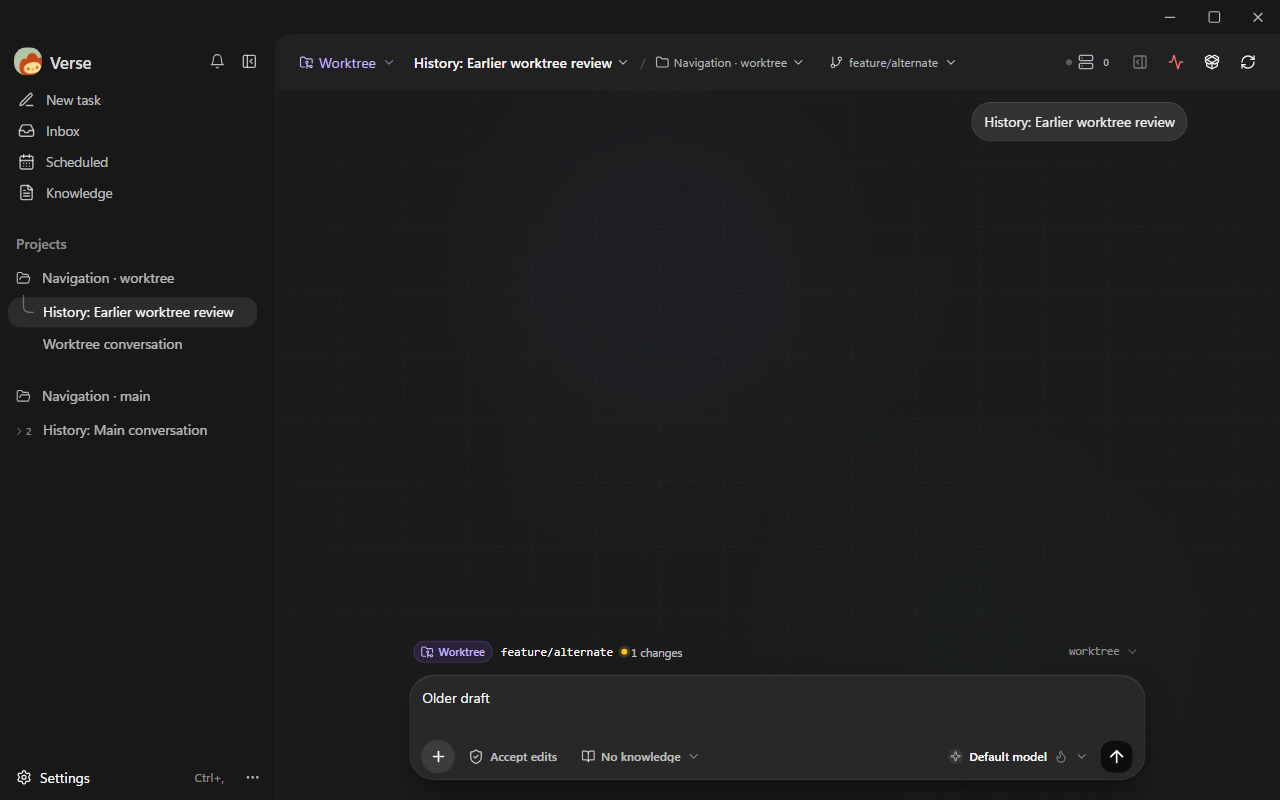 Verse
New task
Inbox
Scheduled
Knowledge
Projects
Navigation · worktree
History: Earlier worktree review
Worktree conversation
Navigation · main
2 History: Main conversation
Settings Ctrl+,
Worktree History: Earlier worktree review / Navigation · worktree feature/alternate 0
History: Earlier worktree review
Worktree feature/alternate 1 changes worktree
Older draft
Accept edits No knowledge Default model